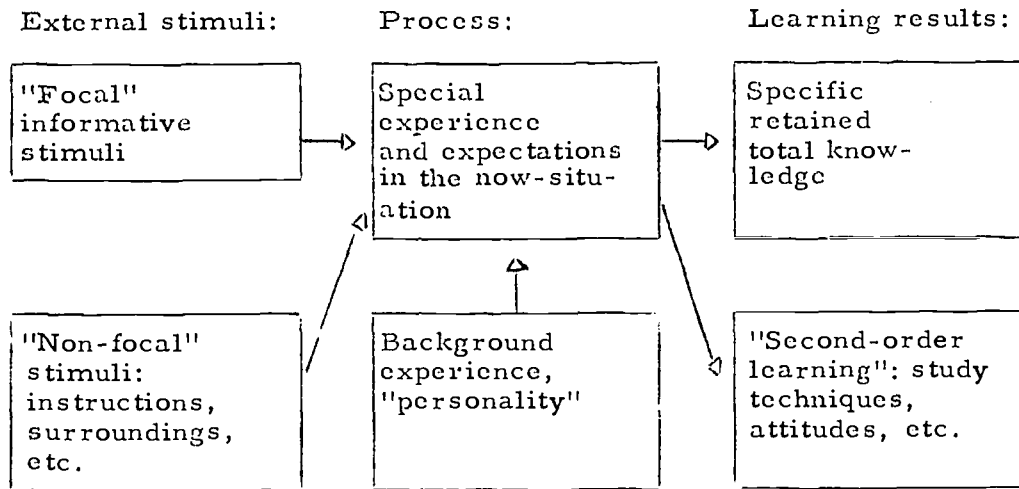 External stimuli:
Process:
Learning results:
"Focal"
informative
stimuli
Special
experience
and expectations
in the now-situ-
ation
Specific
retained
total know-
ledge
"Non-focal"
stimuli:
instructions,
surroundings,
etc.
Background
experience,
"personality"
"Second-order
learning": study
techniques,
attitudes, etc.